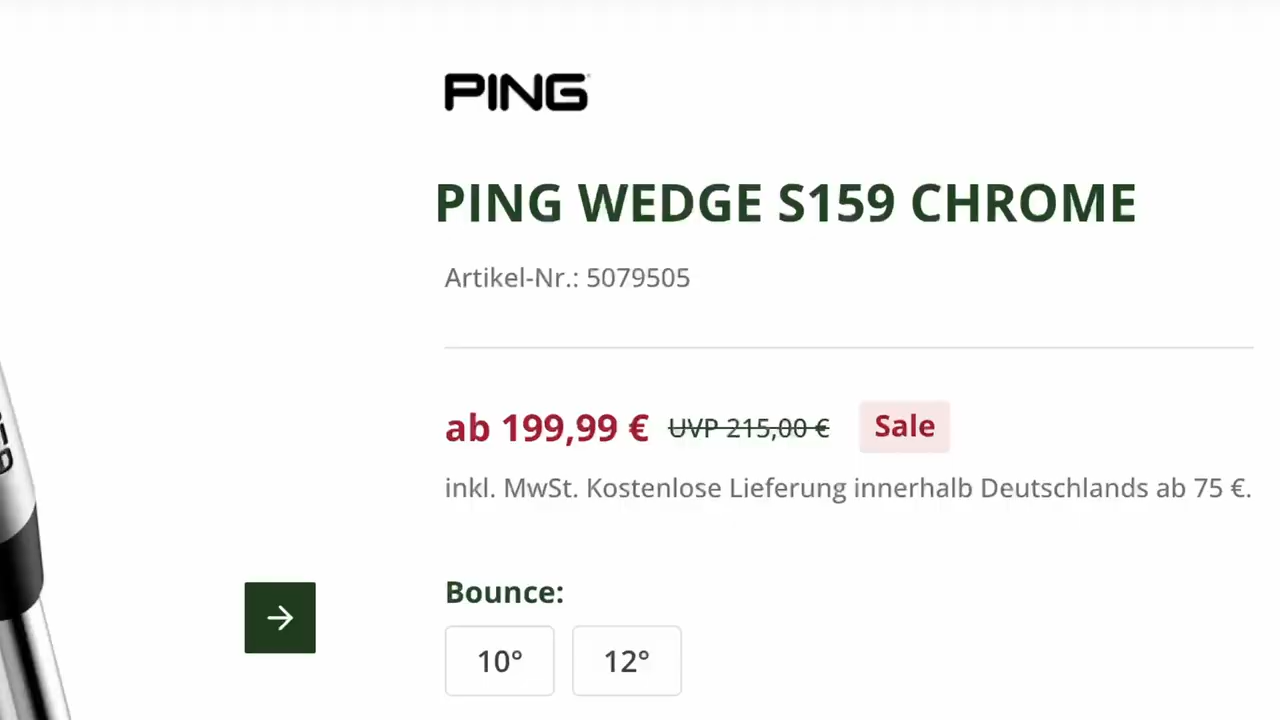 PING
PING WEDGE S159 CHROME
Artikel-Nr.: 5079505
ab 199,99 € UVP 215,00 € Sale
inkl. MwSt. Kostenlose Lieferung innerhalb Deutschlands ab 75 €.
Bounce:
10° 12°